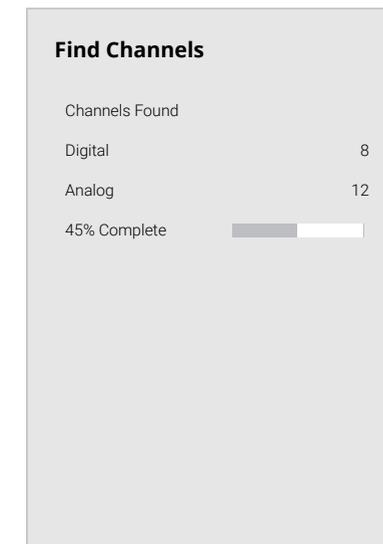 Find Channels
Channels Found
Digital 8
Analog 12
45% Complete